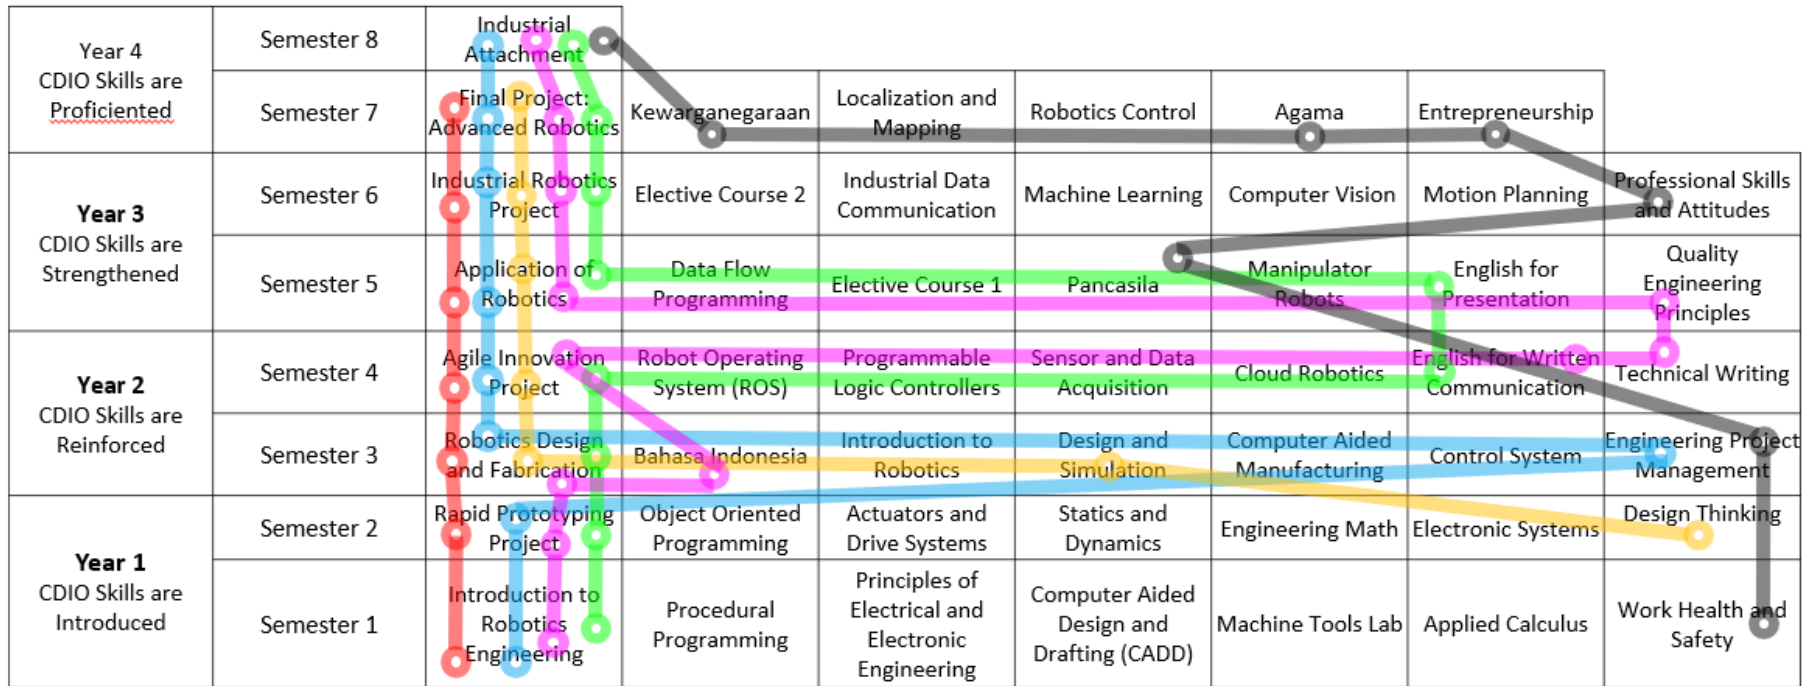 Year 4
CDIO Skills are
Proficiented
Semester 8
Industrial
Attachment
Semester 7
Final Project:
Advanced Robotics
Kewarganegaraan
Localization and
Mapping
Robotics Control
Agama
Entrepreneurship
Year 3
CDIO Skills are
Strengthened
Semester 6
Industrial Robotics
Project
Elective Course 2
Industrial Data
Communication
Machine Learning
Computer Vision
Motion Planning
Professional Skills
and Attitudes
Semester 5
Application of
Robotics
Data Flow
Programming
Elective Course 1
Pancasila
Manipulator
Robots
English for
Presentation
Quality
Engineering
Principles
Year 2
CDIO Skills are
Reinforced
Semester 4
Agile Innovation
Project
Robot Operating
System (ROS)
Programmable
Logic Controllers
Sensor and Data
Acquisition
Cloud Robotics
English for Written
Communication
Technical Writing
Semester 3
Robotics Design
and Fabrication
Bahasa Indonesia
Introduction to
Robotics
Design and
Simulation
Computer Aided
Manufacturing
Control System
Engineering Project
Management
Year 1
CDIO Skills are
Introduced
Semester 2
Rapid Prototyping
Project
Object Oriented
Programming
Actuators and
Drive Systems
Statics and
Dynamics
Engineering Math
Electronic Systems
Design Thinking
Semester 1
Introduction to
Robotics
Engineering
Procedural
Programming
Principles of
Electrical and
Electronic
Engineering
Computer Aided
Design and
Drafting (CADD)
Machine Tools Lab
Applied Calculus
Work Health and
Safety